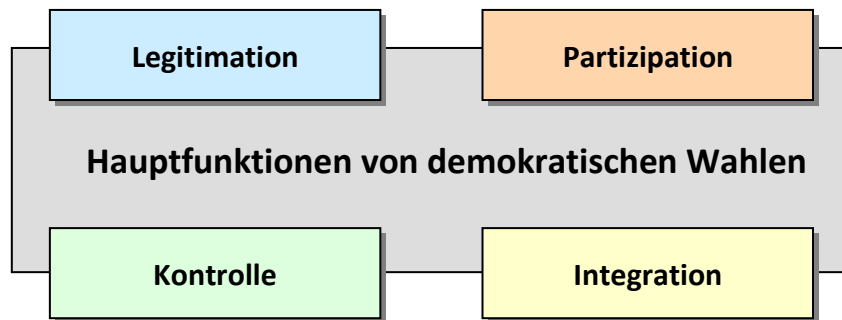 Legitimation
Partizipation
Hauptfunktionen von demokratischen Wahlen
Kontrolle
Integration